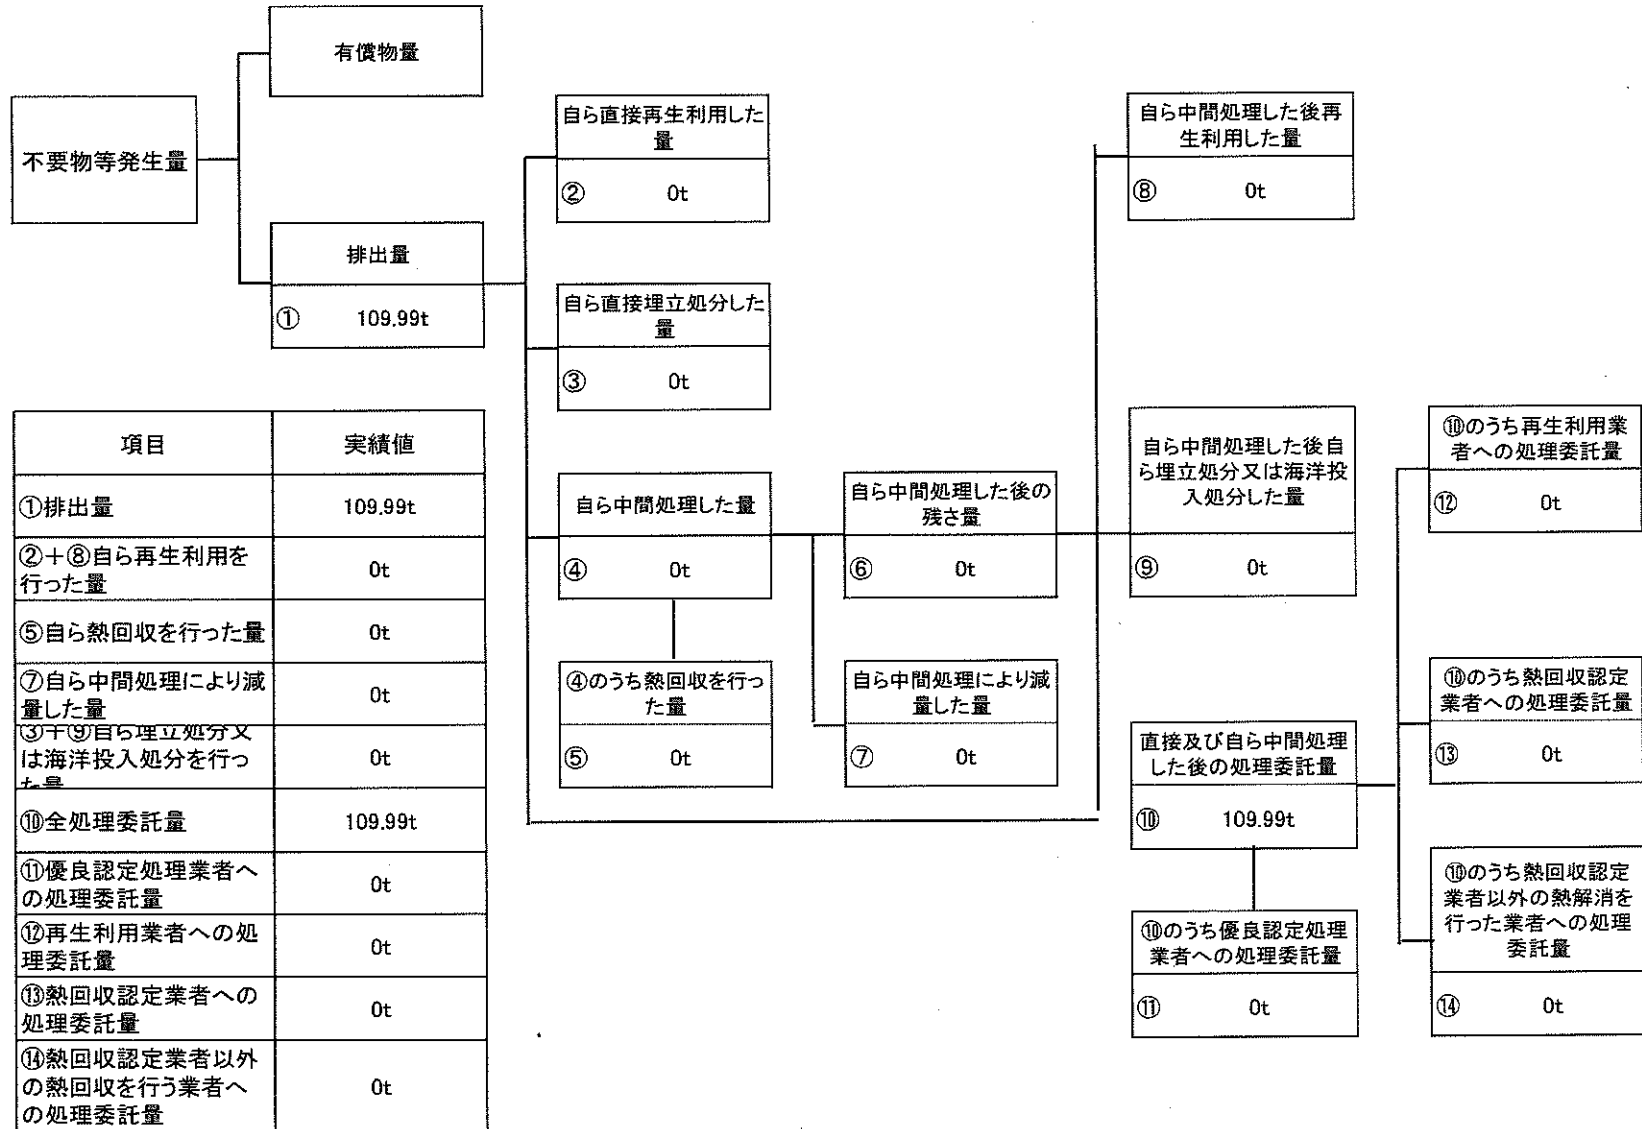 有償物量
不要物等発生量
排出量
① 109.99t
自ら直接再生利用した
量
② 0t
自ら直接埋立処分した
量
③ 0t
自ら中間処理した量
④ 0t
④のうち熱回収を行っ
た量
⑤ 0t
自ら中間処理した後の
残さ量
⑥ 0t
自ら中間処理により減
量した量
⑦ 0t
自ら中間処理した後再
生利用した量
⑧ 0t
自ら中間処理した後自
ら埋立処分又は海洋投
入処分した量
⑨ 0t
直接及び自ら中間処理
した後の処理委託量
⑩ 109.99t
⑩のうち優良認定処理
業者への処理委託量
⑪ 0t
⑩のうち再生利用業
者への処理委託量
⑫ 0t
⑩のうち熱回収認定
業者への処理委託量
⑬ 0t
⑩のうち熱回収認定
業者以外の熱解消を
行った業者への処理
委託量
⑭ 0t
項目 実績値
①排出量 109.99t
②+⑧自ら再生利用を
行った量 0t
⑤自ら熱回収を行った量 0t
⑦自ら中間処理により減
量した量 0t
③+⑨自ら埋立処分又
は海洋投入処分を行っ
た量 0t
⑩全処理委託量 109.99t
⑪優良認定処理業者へ
の処理委託量 0t
⑫再生利用業者への処
理委託量 0t
⑬熱回収認定業者への
処理委託量 0t
⑭熱回収認定業者以外
の熱回収を行う業者へ
の処理委託量 0t